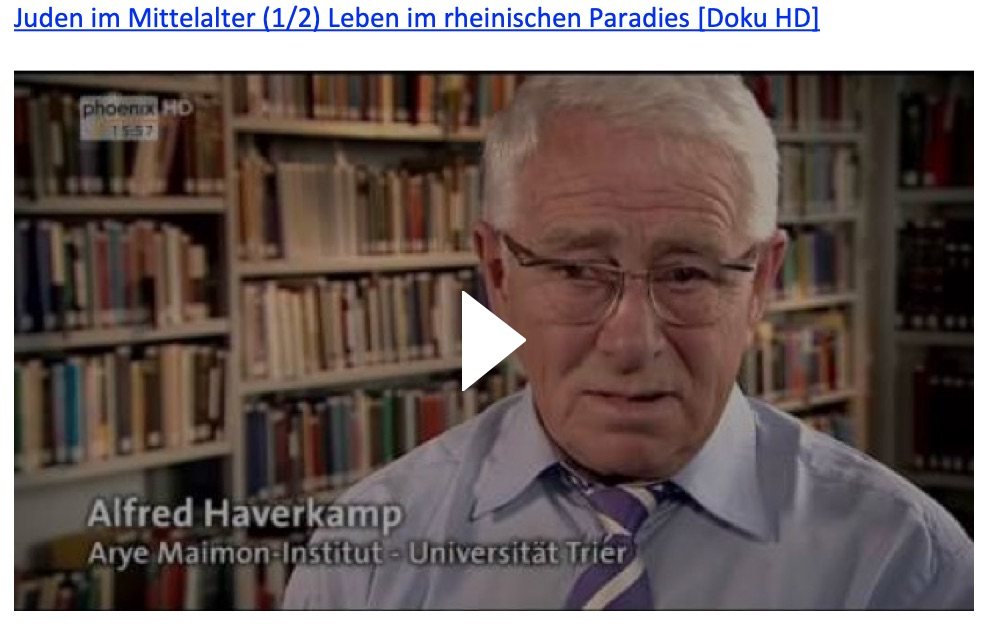 Juden im Mittelalter (1/2) Leben im rheinischen Paradies [Doku HD]
phoenix HD
15:57
Alfred Haverkamp
Arye Maimon-Institut - Universität Trier